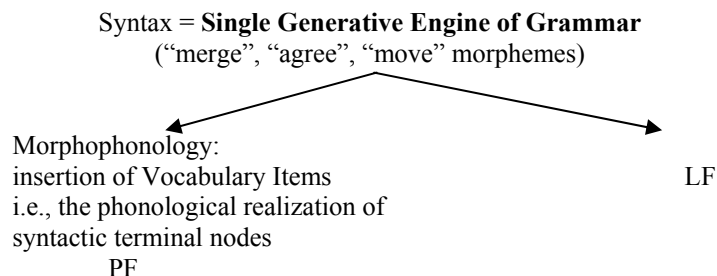 Syntax = Single Generative Engine of Grammar
(“merge”, “agree”, “move” morphemes)
Morphophonology:
insertion of Vocabulary Items
LF
i.e., the phonological realization of
syntactic terminal nodes
PF